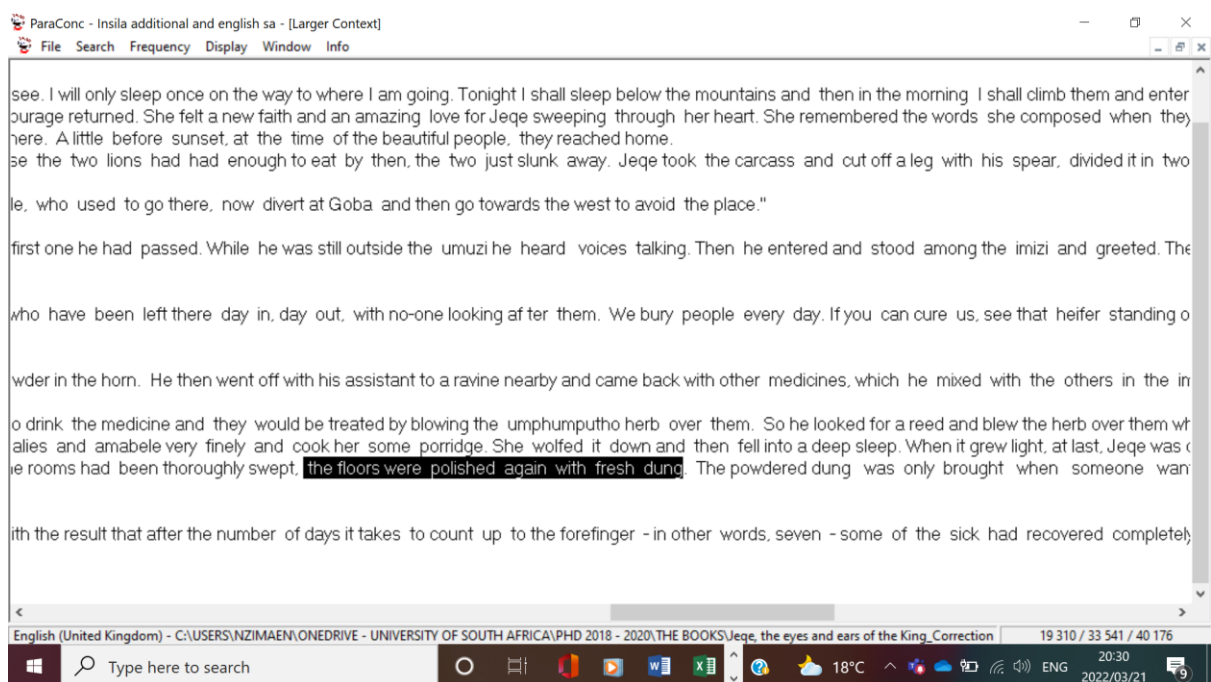 ParaConc - Insila additional and english sa - [Larger Context]
File Search Frequency Display Window Info
see. I will only sleep once on the way to where I am going. Tonight I shall sleep below the mountains and then in the morning I shall climb them and enter
ourage returned. She felt a new faith and an amazing love for Jeqe sweeping through her heart. She remembered the words she composed when they
here. A little before sunset, at the time of the beautiful people, they reached home.
se the two lions had had enough to eat by then, the two just slunk away. Jeqe took the carcass and cut off a leg with his spear, divided it in two
le, who used to go there, now divert at Goba and then go towards the west to avoid the place."
first one he had passed. While he was still outside the umuzi he heard voices talking. Then he entered and stood among the imizi and greeted. The
who have been left there day in, day out, with no-one looking af ter them. We bury people every day. If you can cure us, see that heifer standing o
wder in the horn. He then went off with his assistant to a ravine nearby and came back with other medicines, which he mixed with the others in the
o drink the medicine and they would be treated by blowing the umphumputho herb over them. So he looked for a reed and blew the herb over them wh
alies and amabele very finely and cook her some porridge. She wolfed it down and then fell into a deep sleep. When it grew light, at last, Jeqe was
e rooms had been thoroughly swept, the floors were polished again with fresh dung. The powdered dung was only brought when someone wan
ith the result that after the number of days it takes to count up to the forefinger - in other words, seven - some of the sick had recovered completely
English (United Kingdom) - C:\USERS\NZIMAEN\ONEDRIVE - UNIVERSITY OF SOUTH AFRICA\PHD 2018 - 2020\THE BOOKS\Jeqe, the eyes and ears of the King_Correction 19 310 / 33 541 / 40 176
Type here to search 18°C ENG 20:30
2022/03/21 9